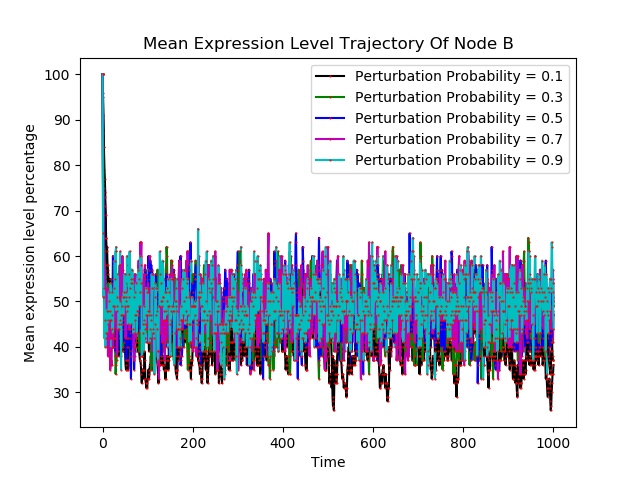 Mean Expression Level Trajectory Of Node B
Mean expression level percentage
100
90
80
70
60
50
40
30
Perturbation Probability = 0.1
Perturbation Probability = 0.3
Perturbation Probability = 0.5
Perturbation Probability = 0.7
Perturbation Probability = 0.9
0 200 400 600 800 1000
Time